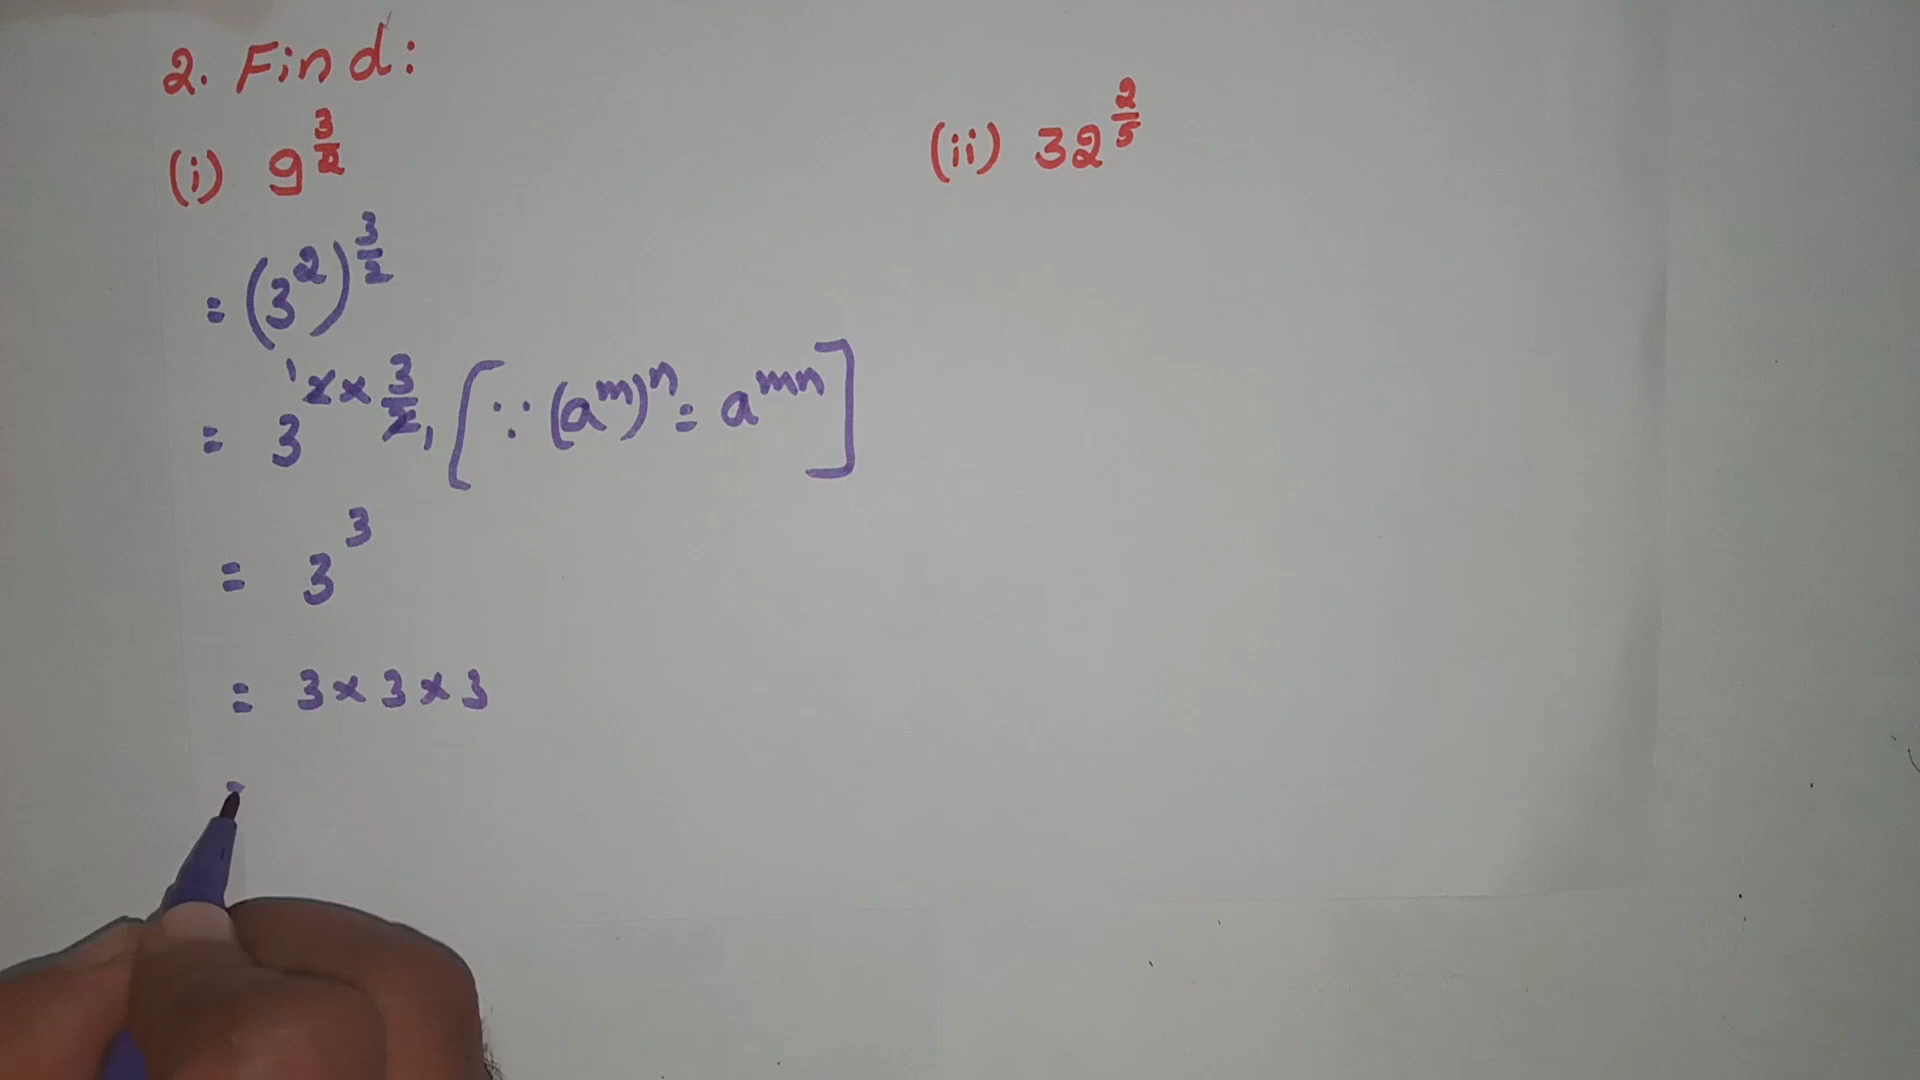 2. Find:
(i) 9^(3/2)
= (3^2)^(3/2)
= 3^(2 × 3/2) [∵ (a^m)^n = a^mn]
= 3^3
= 3 × 3 × 3
(ii) 32^(2/5)